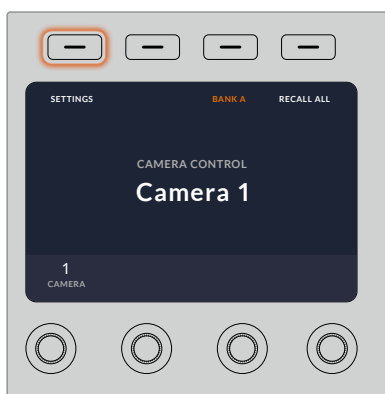 SETTINGS BANK A RECALL ALL
CAMERA CONTROL
Camera 1
1
CAMERA